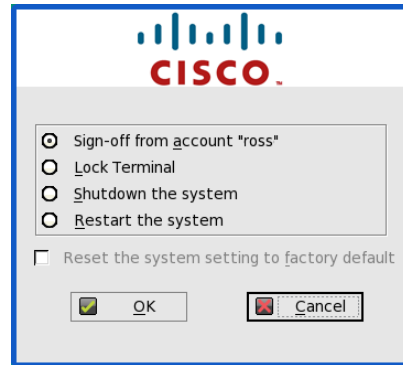 CISCO™
Sign-off from account "ross"
Lock Terminal
Shutdown the system
Restart the system
Reset the system setting to factory default
OK
Cancel